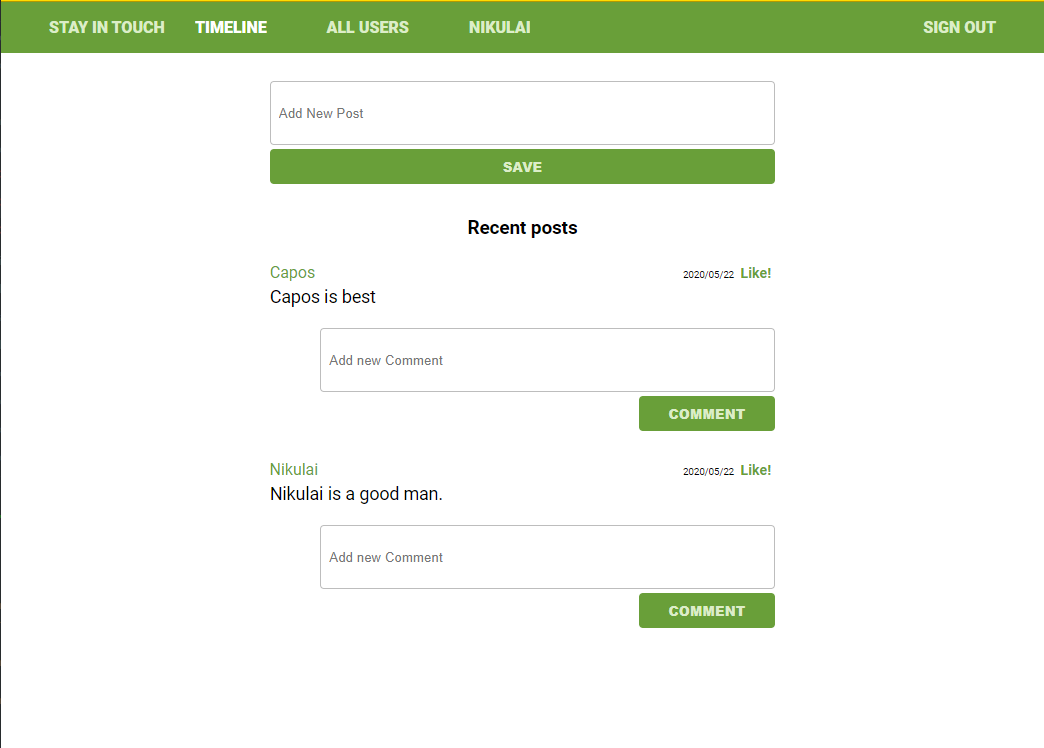 STAY IN TOUCH TIMELINE ALL USERS NIKULAI SIGN OUT
Add New Post
SAVE
Recent posts
Capos 2020/05/22 Like!
Capos is best
Add new Comment
COMMENT
Nikulai 2020/05/22 Like!
Nikulai is a good man.
Add new Comment
COMMENT